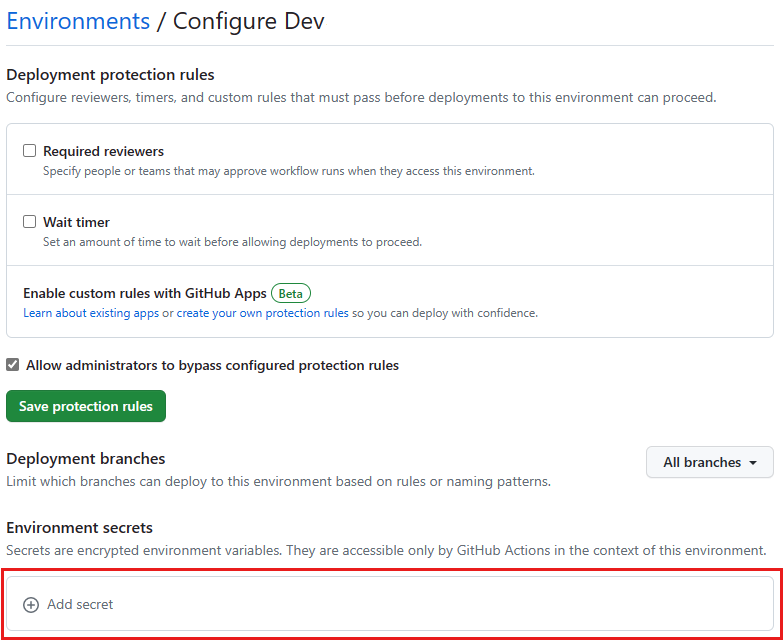 Environments / Configure Dev
Deployment protection rules
Configure reviewers, timers, and custom rules that must pass before deployments to this environment can proceed.
Required reviewers
Specify people or teams that may approve workflow runs when they access this environment.
Wait timer
Set an amount of time to wait before allowing deployments to proceed.
Enable custom rules with GitHub Apps Beta
Learn about existing apps or create your own protection rules so you can deploy with confidence.
Allow administrators to bypass configured protection rules
Save protection rules
Deployment branches
All branches
Limit which branches can deploy to this environment based on rules or naming patterns.
Environment secrets
Secrets are encrypted environment variables. They are accessible only by GitHub Actions in the context of this environment.
Add secret